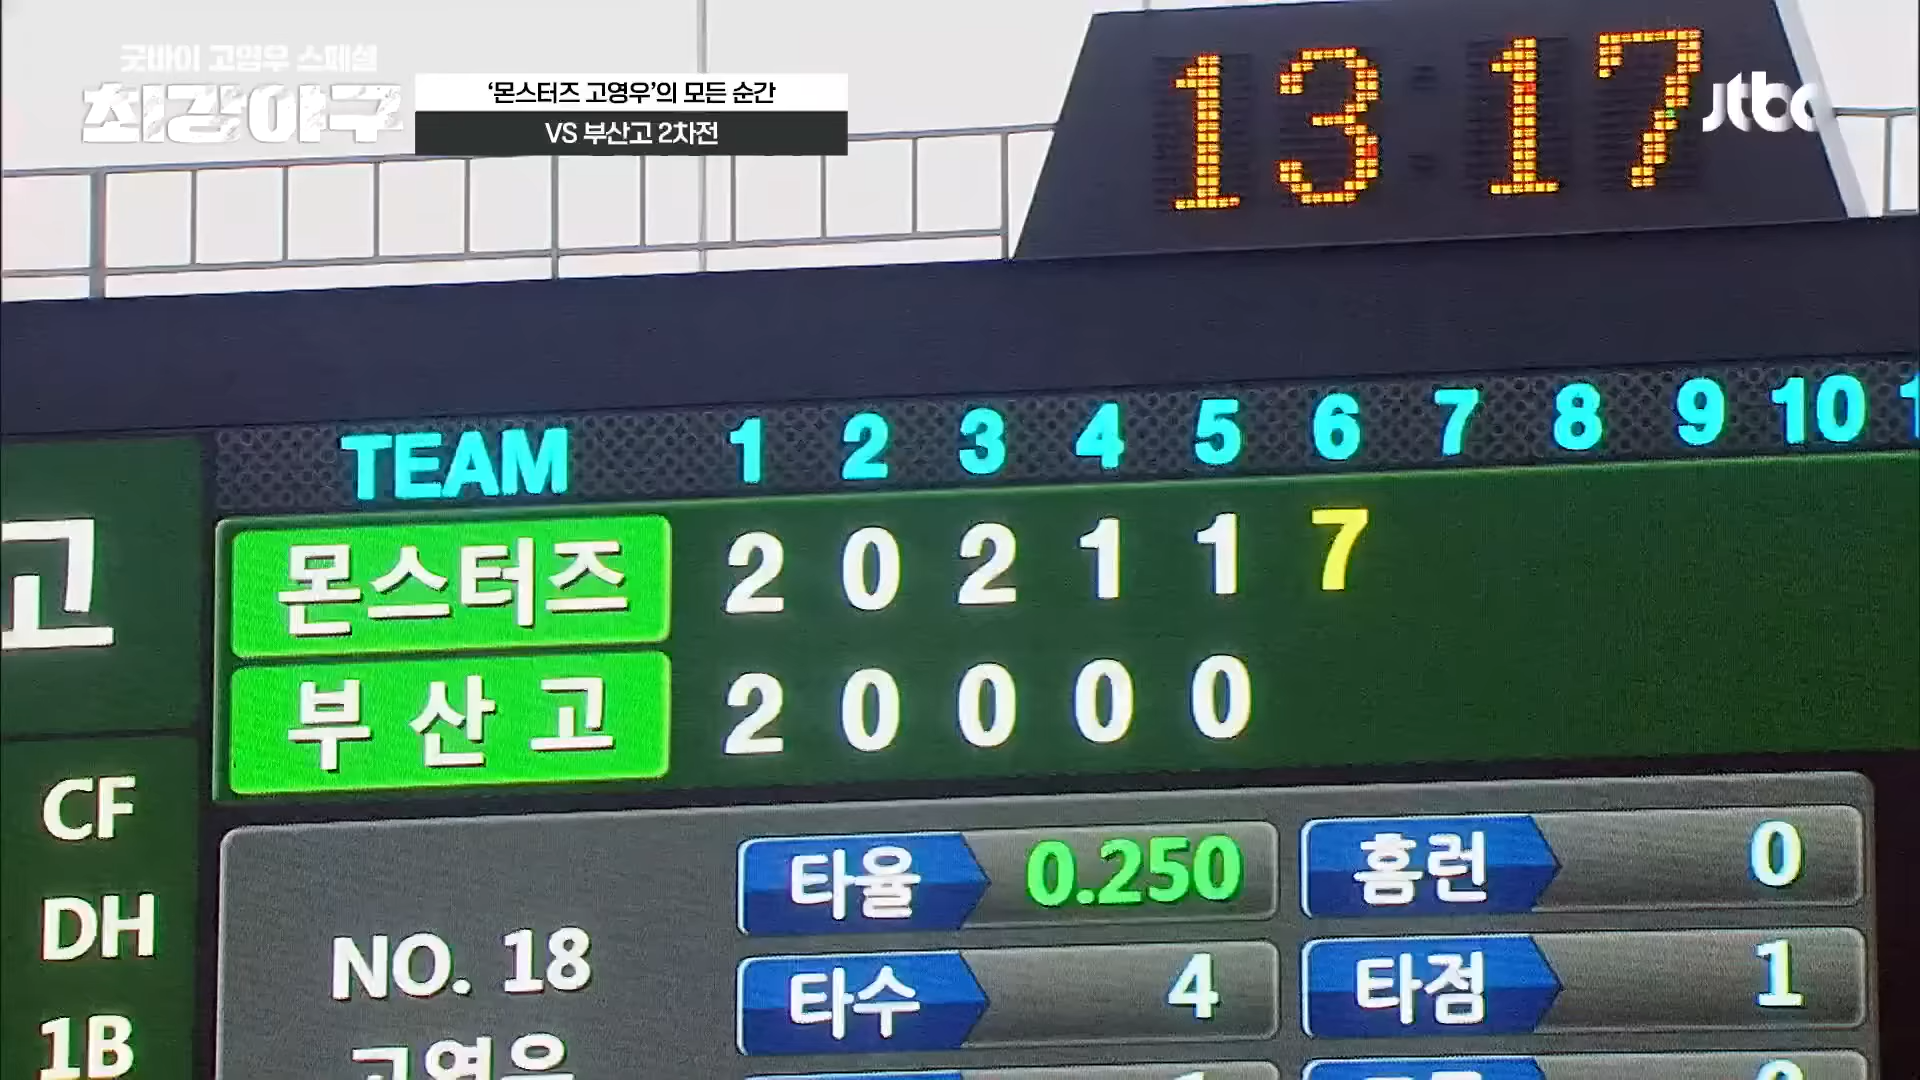 굿바이 고영우 스페셜
최강야구
‘몬스터즈 고영우’의 모든 순간
VS 부산고 2차전
13:17
jtbc
TEAM 1 2 3 4 5 6 7 8 9 10
몬스터즈 2 0 2 1 1 7
부산고 2 0 0 0 0
고
CF
DH
1B
NO. 18
고영우
타율 0.250 홈런 0
타수 4 타점 1